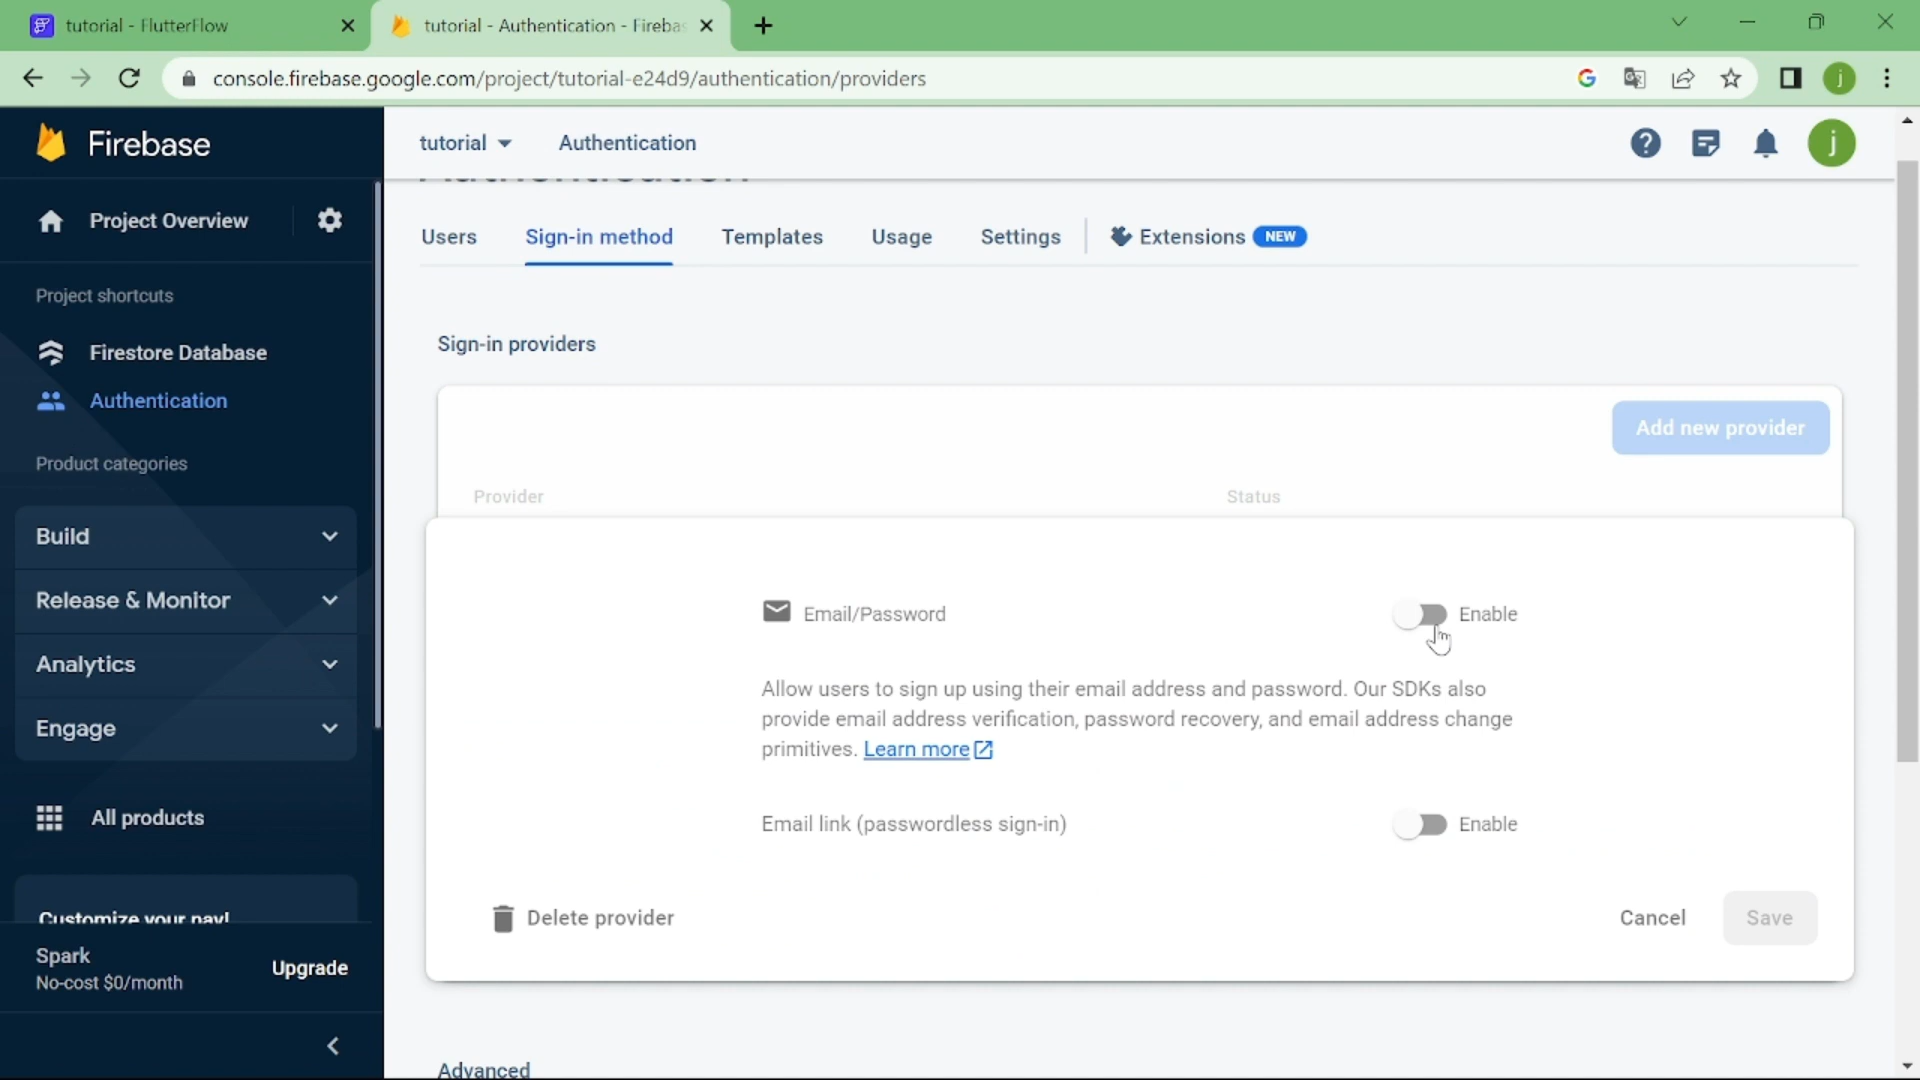 tutorial - FlutterFlow
tutorial - Authentication - Firebas
console.firebase.google.com/project/tutorial-e24d9/authentication/providers
j
Firebase
tutorial
Authentication
j
Project Overview
Users
Sign-in method
Templates
Usage
Settings
Extensions
NEW
Project shortcuts
Firestore Database
Authentication
Product categories
Build
Release & Monitor
Analytics
Engage
All products
Customize your nav!
Spark
No-cost $0/month
Upgrade
Sign-in providers
Add new provider
Provider
Status
Email/Password
Enable
Allow users to sign up using their email address and password. Our SDKs also
provide email address verification, password recovery, and email address change
primitives. Learn more
Email link (passwordless sign-in)
Enable
Delete provider
Cancel
Save
Advanced